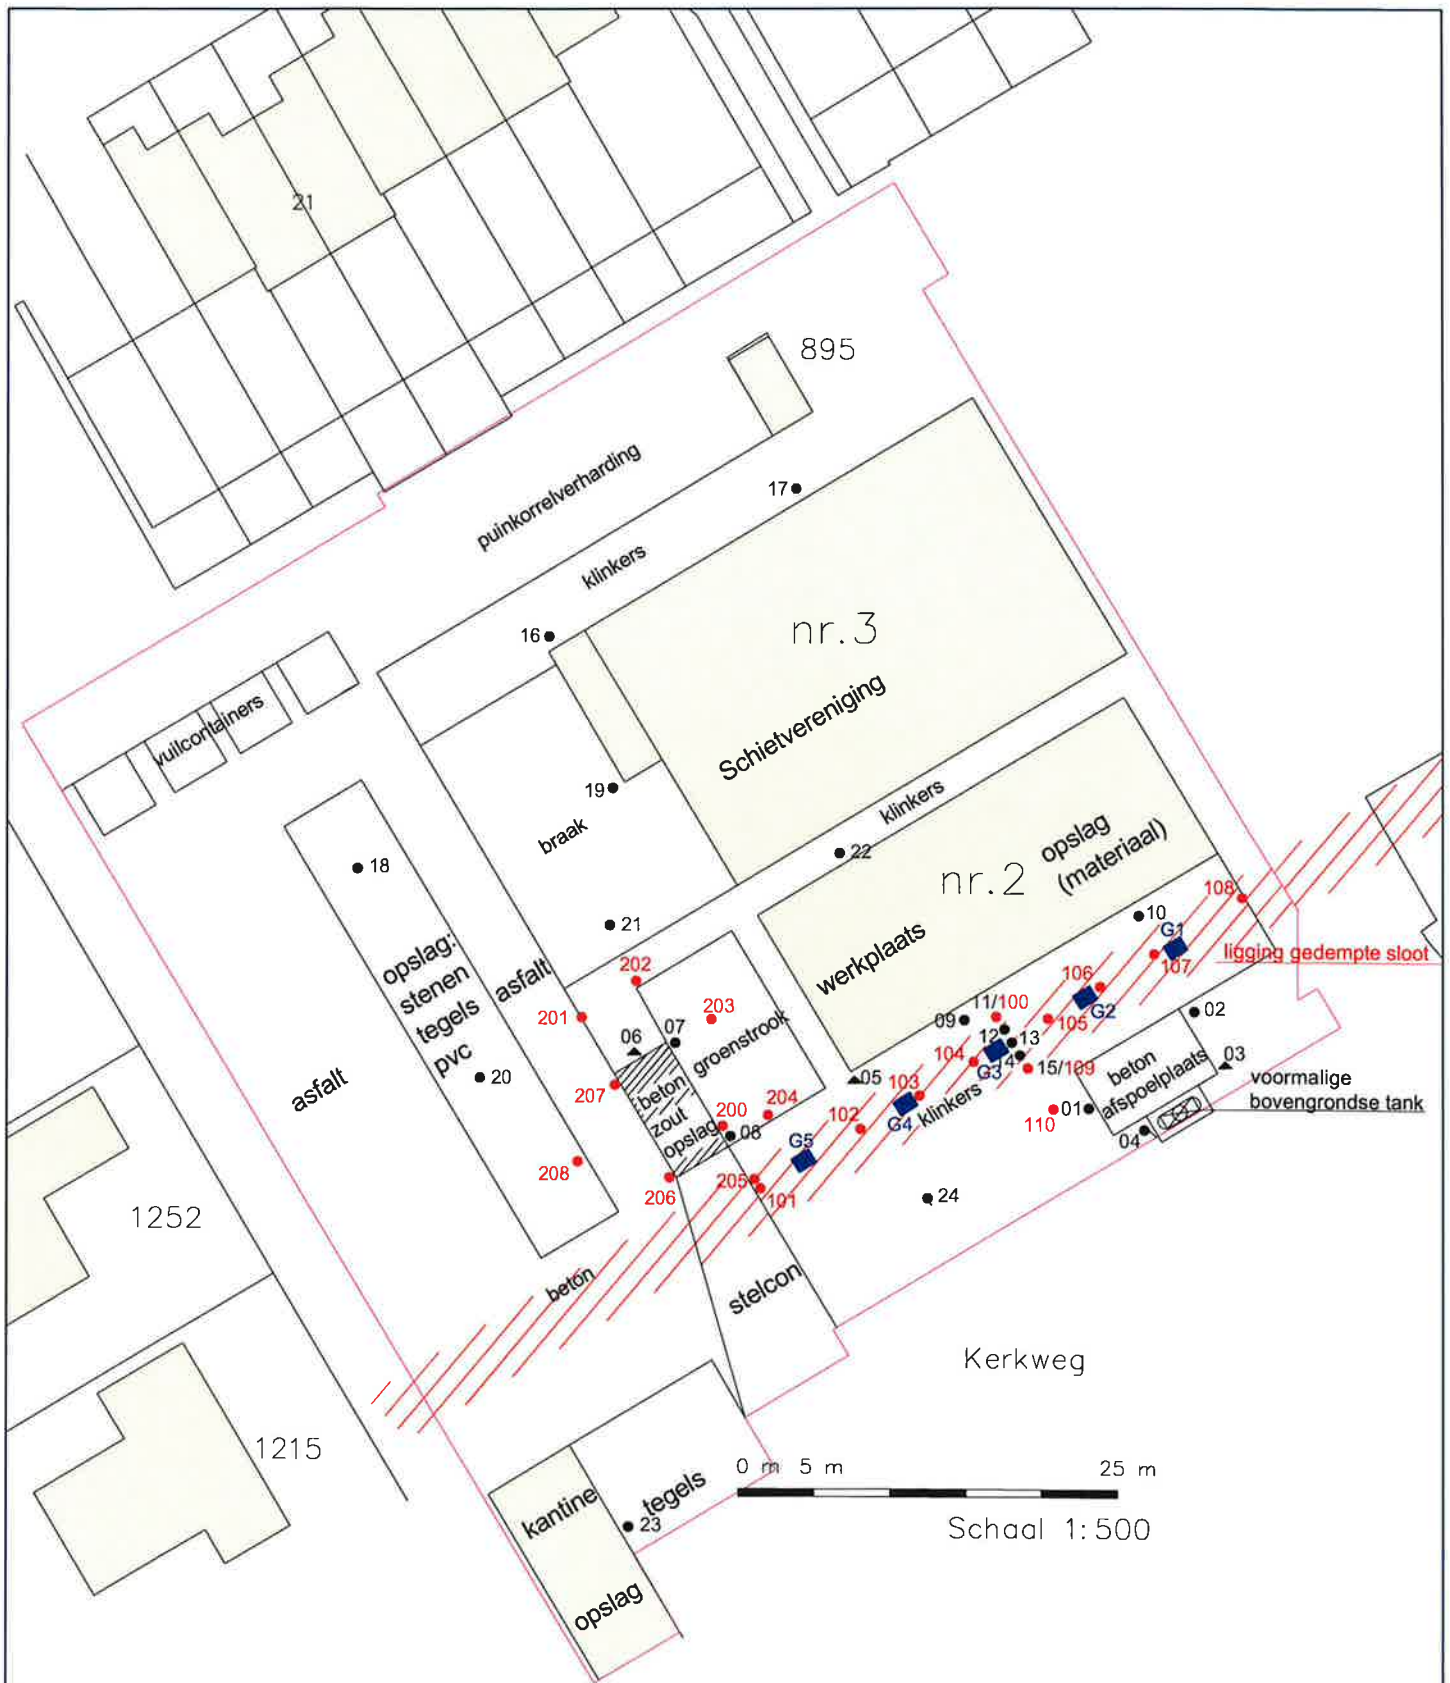 21
895
puinkorrelverharding
klinkers
17
16
nr.3
Schietvereniging
vuilcontainers
19
braak
klinkers
22
18
opslag
(materiaal)
nr.2
werkplaats
21
opslag:
stenen
tegels
pvc
asfalt
20
asfalt
202
201
203
groenstrook
06
07
207
beton
zout
opslag
200
204
08
208
206
205
101
108
10
G1
107
ligging gedempte sloot
106
G2
105
11/100
09
12
13
14
G3
104
15/109
02
03
beton
afspoelplaats
voormalige
bovengrondse tank
01
110
04
05
103
G4
klinkers
102
G5
24
1252
beton
stelcon
Kerkweg
1215
0 m 5 m 25 m
Schaal 1:500
kantine
tegels
23
opslag